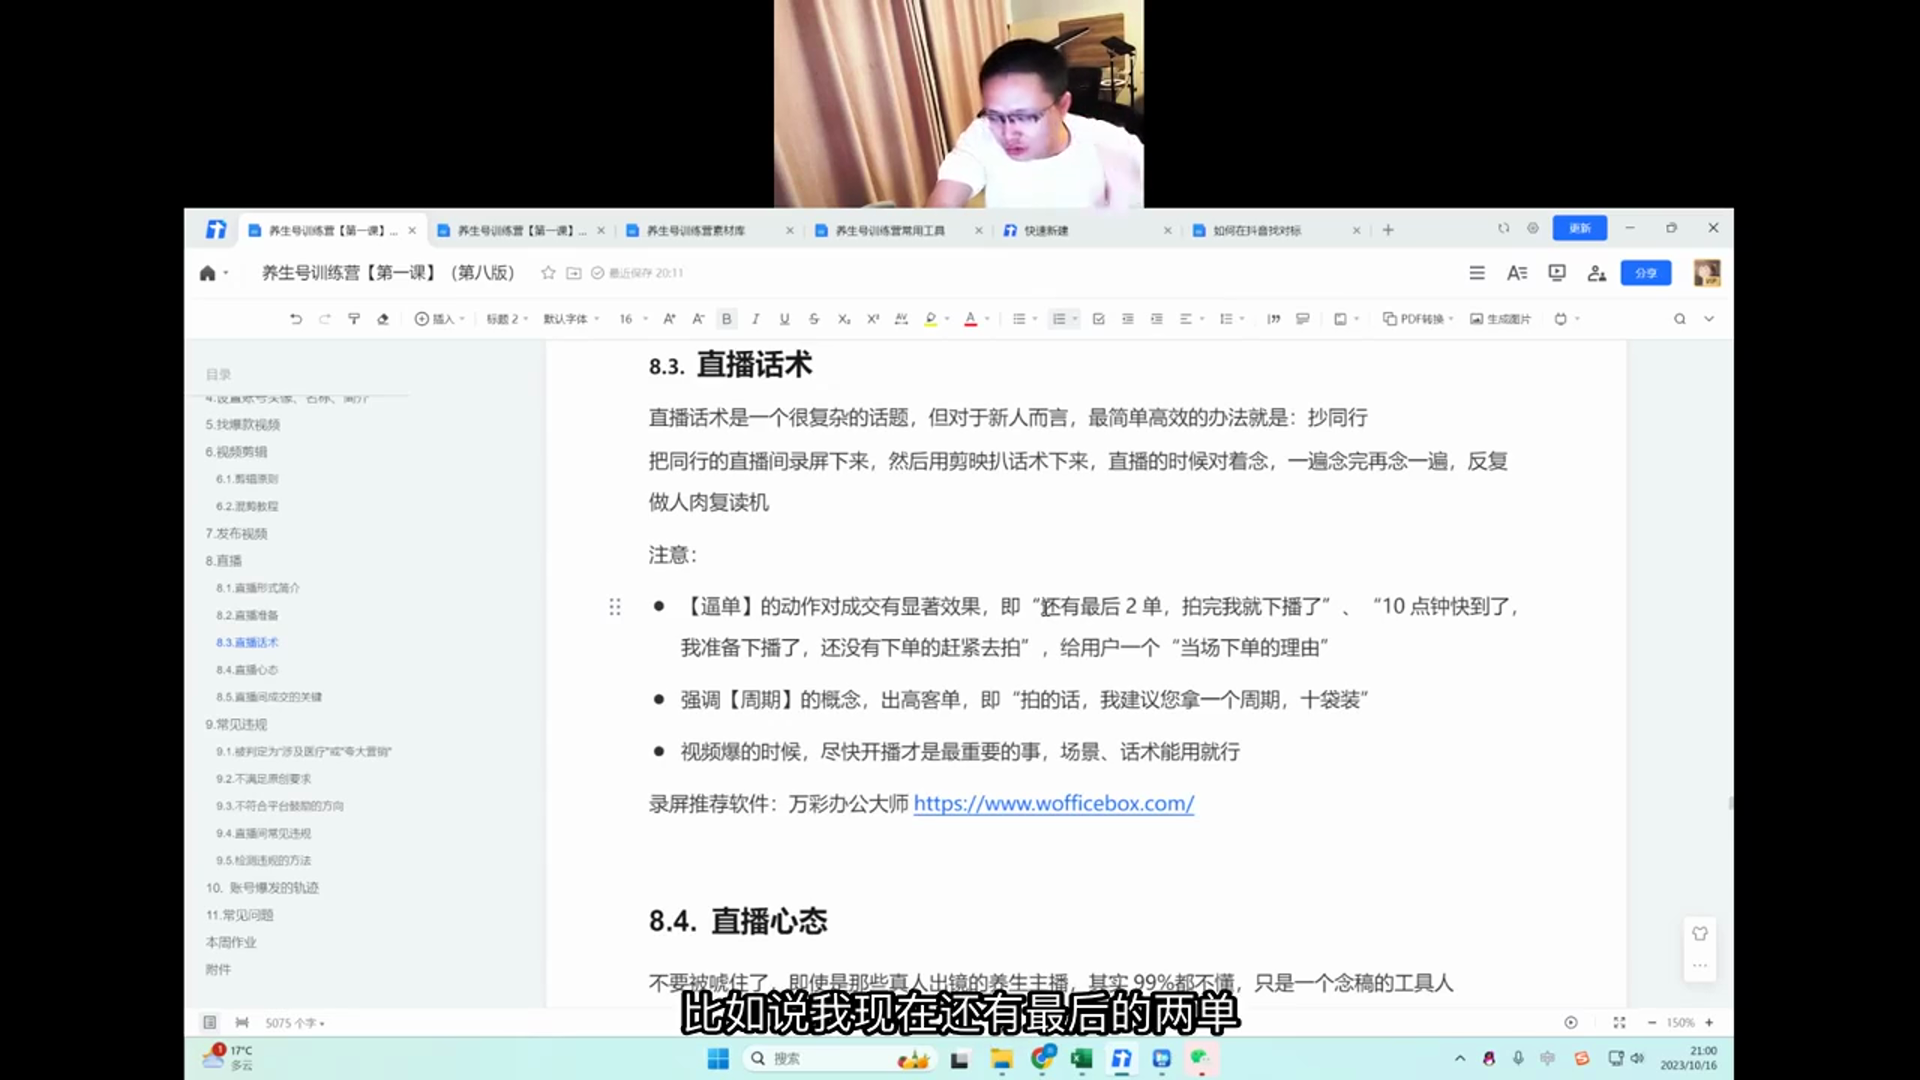 养生号训练营【第一课】...
养生号训练营【第一课】...
养生号训练营素材库
养生号训练营常用工具
快速新建
如何在抖音找对标
更新
养生号训练营【第一课】（第八版）
最近保存 20:11
分享
插入
标题 2
默认字体
16
PDF转换
生成图片
目录
4.设置账号头像、名称、简介
5.找爆款视频
6.视频剪辑
6.1.剪辑原则
6.2.混剪教程
7.发布视频
8.直播
8.1.直播形式简介
8.2.直播准备
8.3.直播话术
8.4.直播心态
8.5.直播间成交的关键
9.常见违规
9.1.被判定为“涉及医疗”或“夸大营销”
9.2.不满足原创要求
9.3.不符合平台鼓励的方向
9.4.直播间常见违规
9.5.检测违规的方法
10. 账号爆发的轨迹
11.常见问题
本周作业
附件
8.3. 直播话术
直播话术是一个很复杂的话题，但对于新人而言，最简单高效的办法就是：抄同行
把同行的直播间录屏下来，然后用剪映扒话术下来，直播的时候对着念，一遍念完再念一遍，反复
做人肉复读机
注意：
【逼单】的动作对成交有显著效果，即“还有最后 2 单，拍完我就下播了”、“10 点钟快到了，
我准备下播了，还没有下单的赶紧去拍”，给用户一个“当场下单的理由”
强调【周期】的概念，出高客单，即“拍的话，我建议您拿一个周期，十袋装”
视频爆的时候，尽快开播才是最重要的事，场景、话术能用就行
录屏推荐软件：万彩办公大师 https://www.wofficebox.com/
8.4. 直播心态
不要被唬住了，即使是那些真人出镜的养生主播，其实 99%都不懂，只是一个念稿的工具人
比如说我现在还有最后的两单
5075 个字
150%
17°C
多云
搜索
21:00
2023/10/16